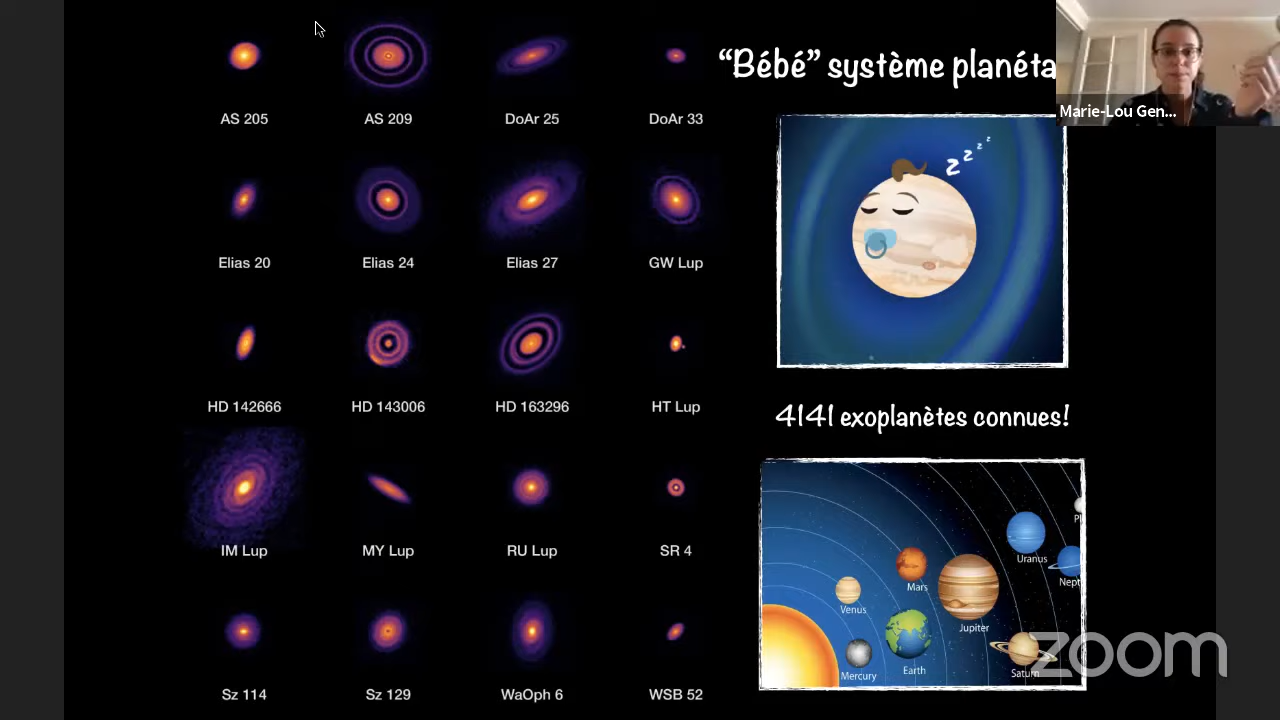 "Bébé" système planéta
Marie-Lou Gen...
AS 205
AS 209
DoAr 25
DoAr 33
z z z z
Elias 20
Elias 24
Elias 27
GW Lup
HD 142666
HD 143006
HD 163296
HT Lup
4141 exoplanètes connues!
IM Lup
MY Lup
RU Lup
SR 4
Sz 114
Sz 129
WaOph 6
WSB 52
P
Uranus
Nept
Mars
Venus
Jupiter
Mercury
Earth
Saturn
zoom